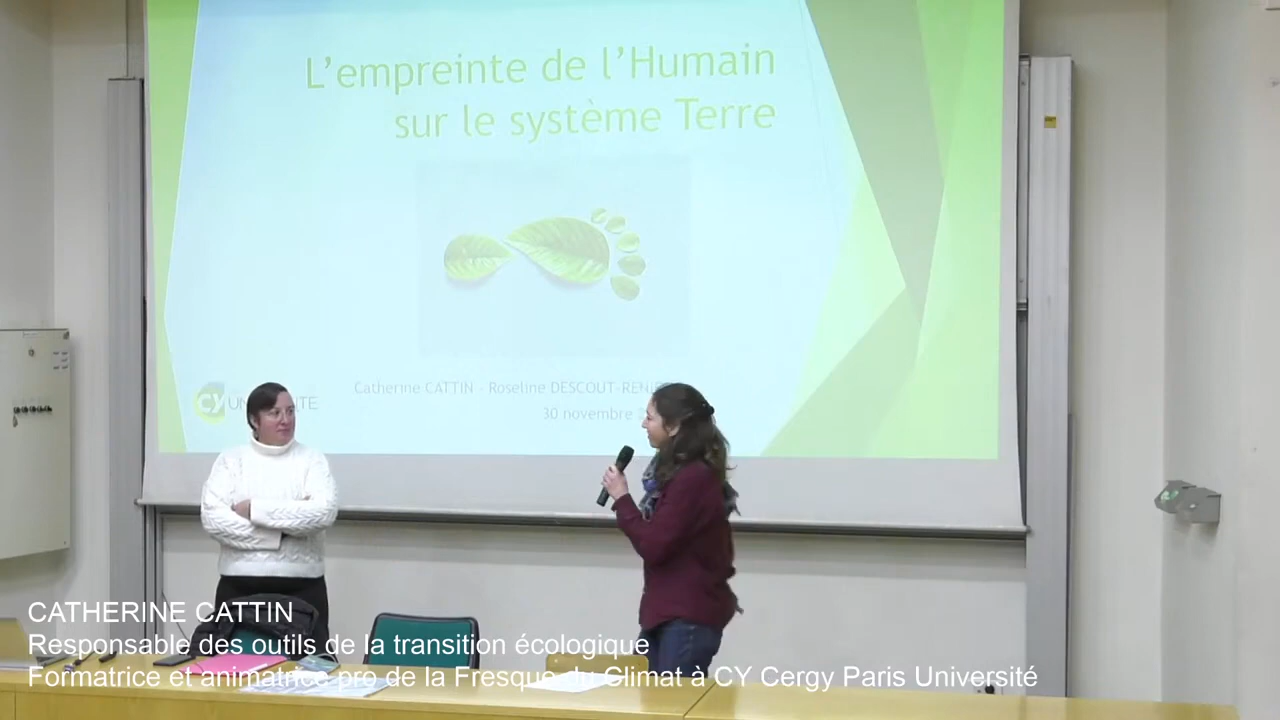 L'empreinte de l'Humain
sur le système Terre
Catherine CATTIN - Roseline DESCOUT-
30 novembre
CY
CATHERINE CATTIN
Responsable des outils de la transition écologique
Formatrice et animatrice pro de la Fresque du Climat à CY Cergy Paris Université